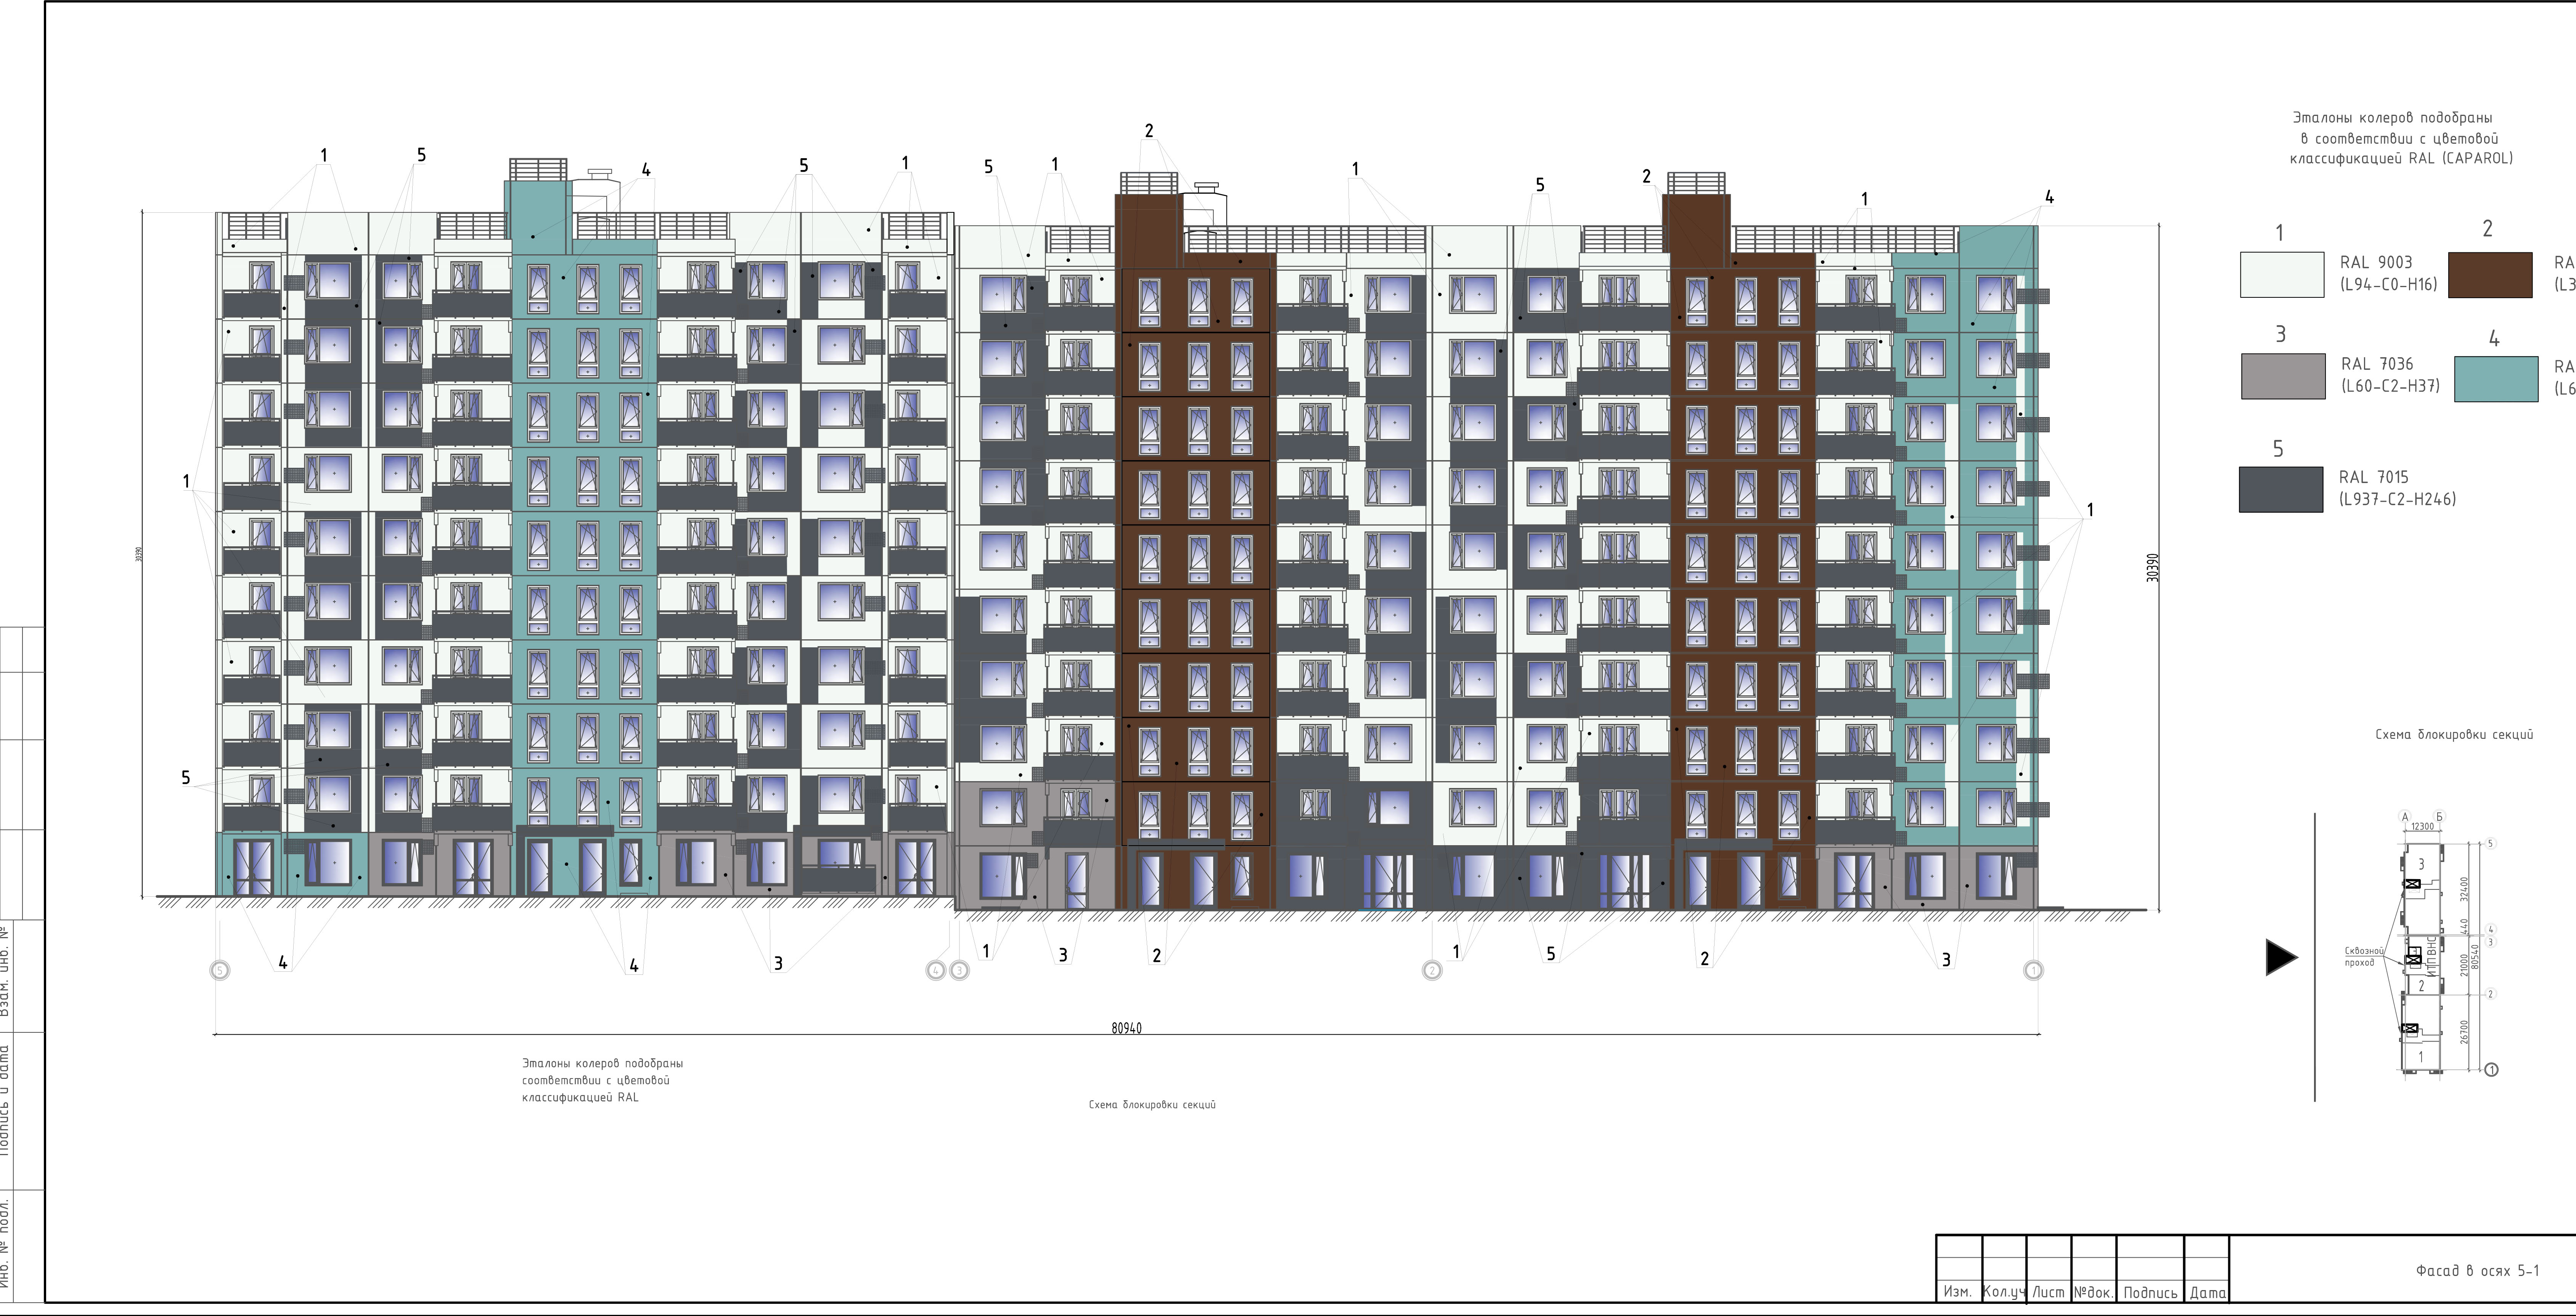 2
1
5
4
5
1
5
1
1
5
2
1
4
1
5
1
30390
30390
5
4
3
2
1
4
4
3
1
3
2
1
5
2
3
80940
Эталоны колеров подобраны
соответствии с цветовой
классификацией RAL
Схема блокировки секций
Эталоны колеров подобраны
в соответствии с цветовой
классификацией RAL (CAPAROL)
1
2
RAL 9003
(L94-C0-H16)
3
4
RAL 7036
(L60-C2-H37)
5
RAL 7015
(L937-C2-H246)
Схема блокировки секций
А
Б
12300
5
3
32400
4
440
3
Сквозной
проход
ИТП
ВНС
21000
80540
2
2
26700
1
1
Взам. инв. №
Подпись и дата
Инв. № подл.
Изм.
Кол.уч
Лист
№док.
Подпись
Дата
Фасад в осях 5-1